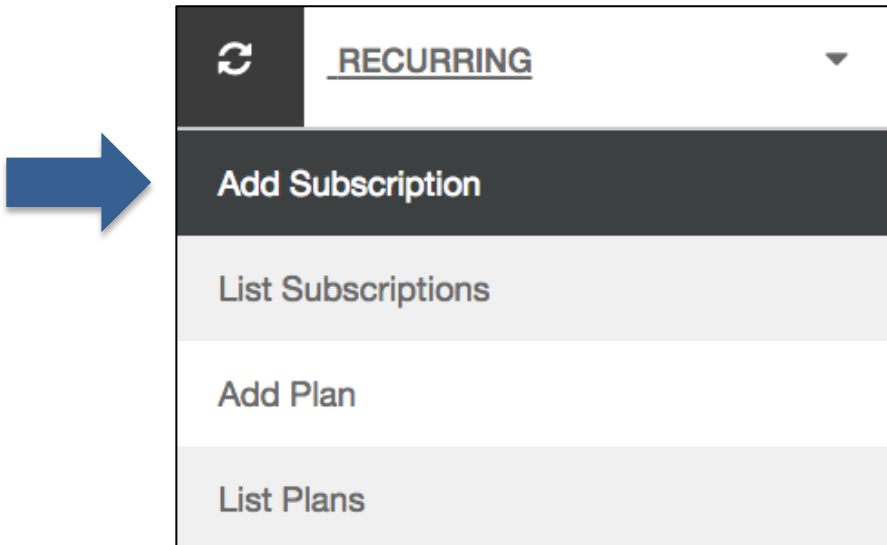 RECURRING
Add Subscription
List Subscriptions
Add Plan
List Plans